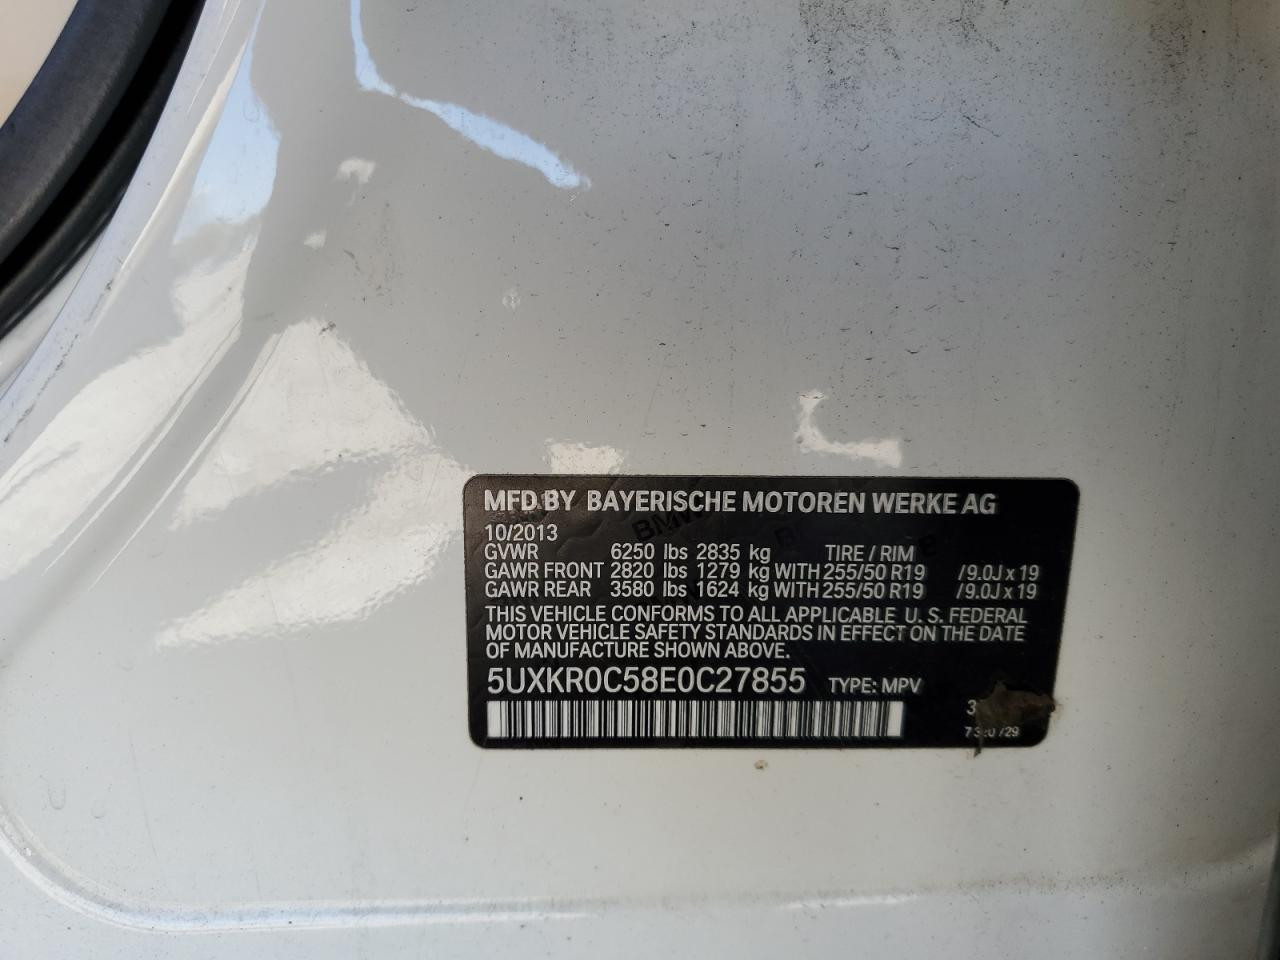 MFD.BY BAYERISCHE MOTOREN WERKE AG
10/2013
GVWR 6250 lbs 2835 kg TIRE / RIM
GAWR FRONT 2820 lbs 1279 kg WITH 255/50 R19 /9.0J x 19
GAWR REAR 3580 lbs 1624 kg WITH 255/50 R19 /9.0J x 19
THIS VEHICLE CONFORMS TO ALL APPLICABLE U. S. FEDERAL
MOTOR VEHICLE SAFETY STANDARDS IN EFFECT ON THE DATE
OF MANUFACTURE SHOWN ABOVE.
5UXKR0C58E0C27855 TYPE: MPV